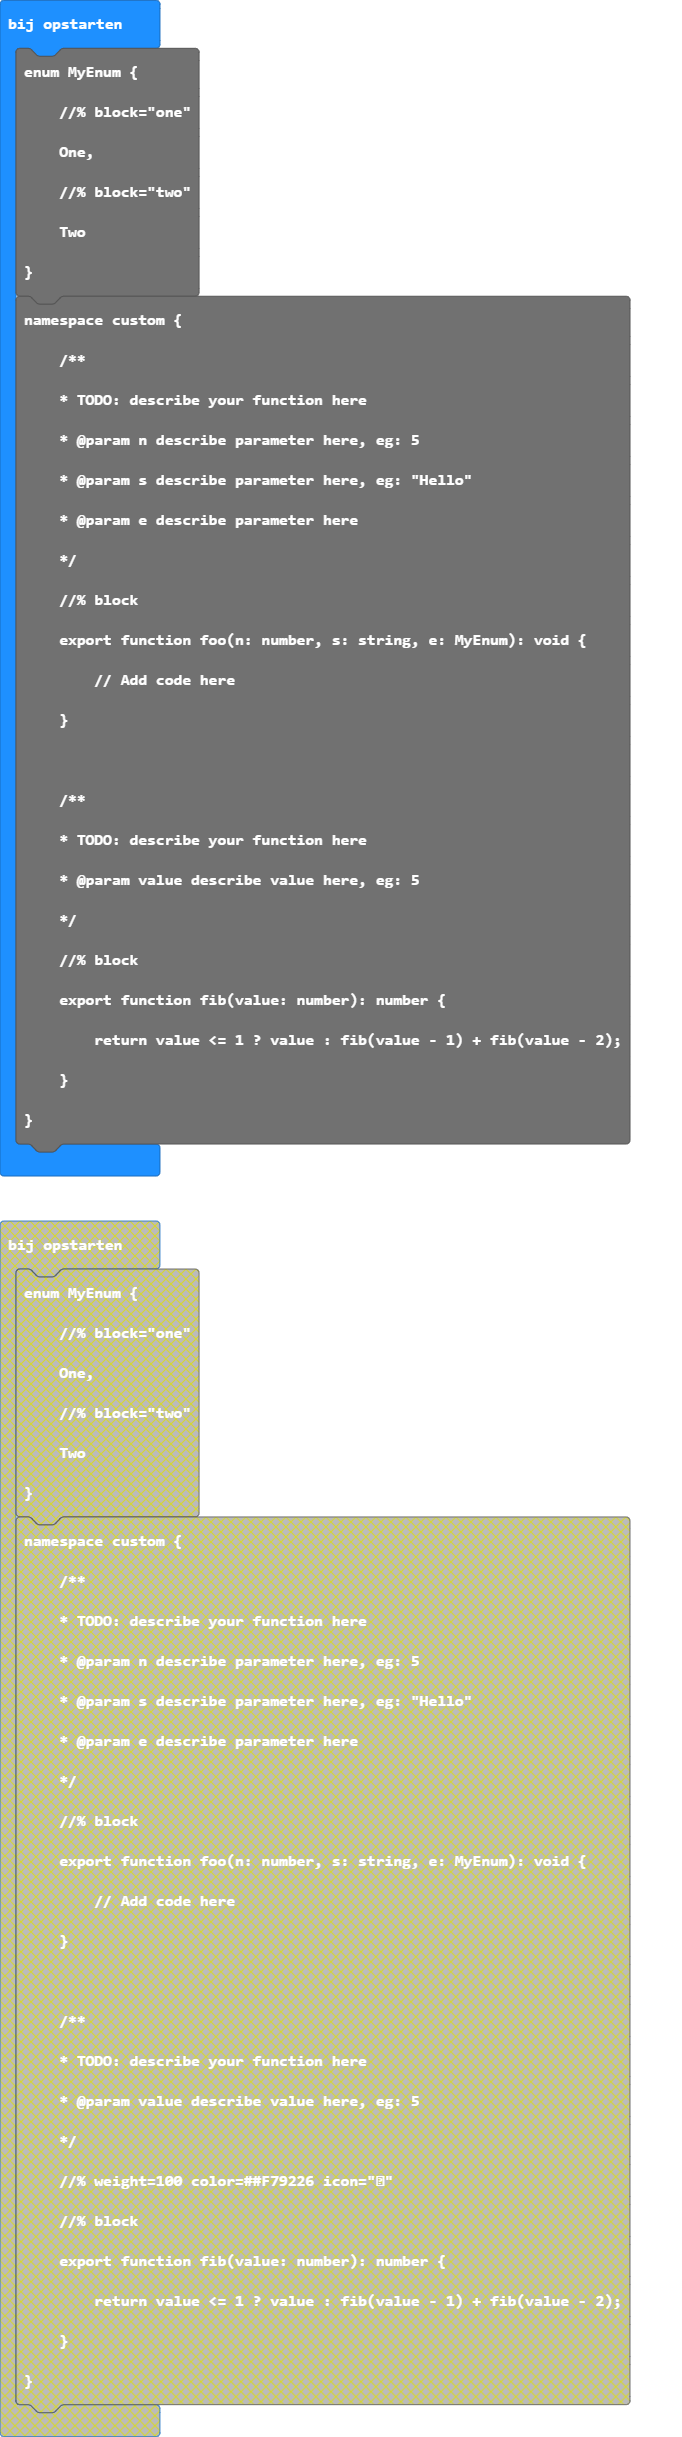 bij opstarten
enum MyEnum {
//% block="one"
One,
//% block="two"
Two
}
namespace custom {
/**
* TODO: describe your function here
* @param n describe parameter here, eg: 5
* @param s describe parameter here, eg: "Hello"
* @param e describe parameter here
*/
//% block
export function foo(n: number, s: string, e: MyEnum): void {
// Add code here
}
/**
* TODO: describe your function here
* @param value describe value here, eg: 5
*/
//% block
export function fib(value: number): number {
return value <= 1 ? value : fib(value - 1) + fib(value - 2);
}
}
bij opstarten
enum MyEnum {
//% block="one"
One,
//% block="two"
Two
}
namespace custom {
/**
* TODO: describe your function here
* @param n describe parameter here, eg: 5
* @param s describe parameter here, eg: "Hello"
* @param e describe parameter here
*/
//% block
export function foo(n: number, s: string, e: MyEnum): void {
// Add code here
}
/**
* TODO: describe your function here
* @param value describe value here, eg: 5
*/
//% weight=100 color=##F79226 icon=""
//% block
export function fib(value: number): number {
return value <= 1 ? value : fib(value - 1) + fib(value - 2);
}
}